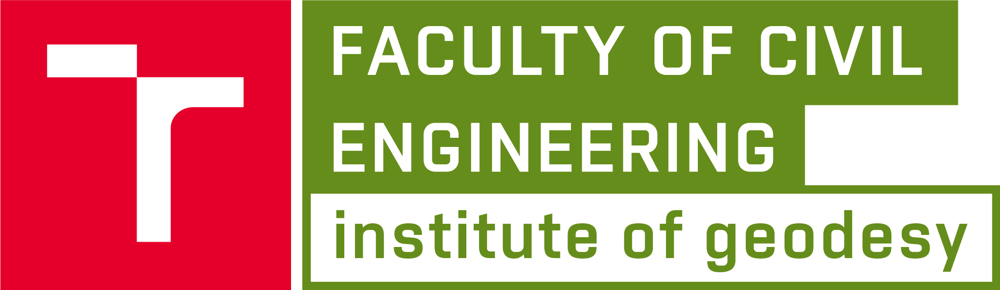 FACULTY OF CIVIL
ENGINEERING
institute of geodesy